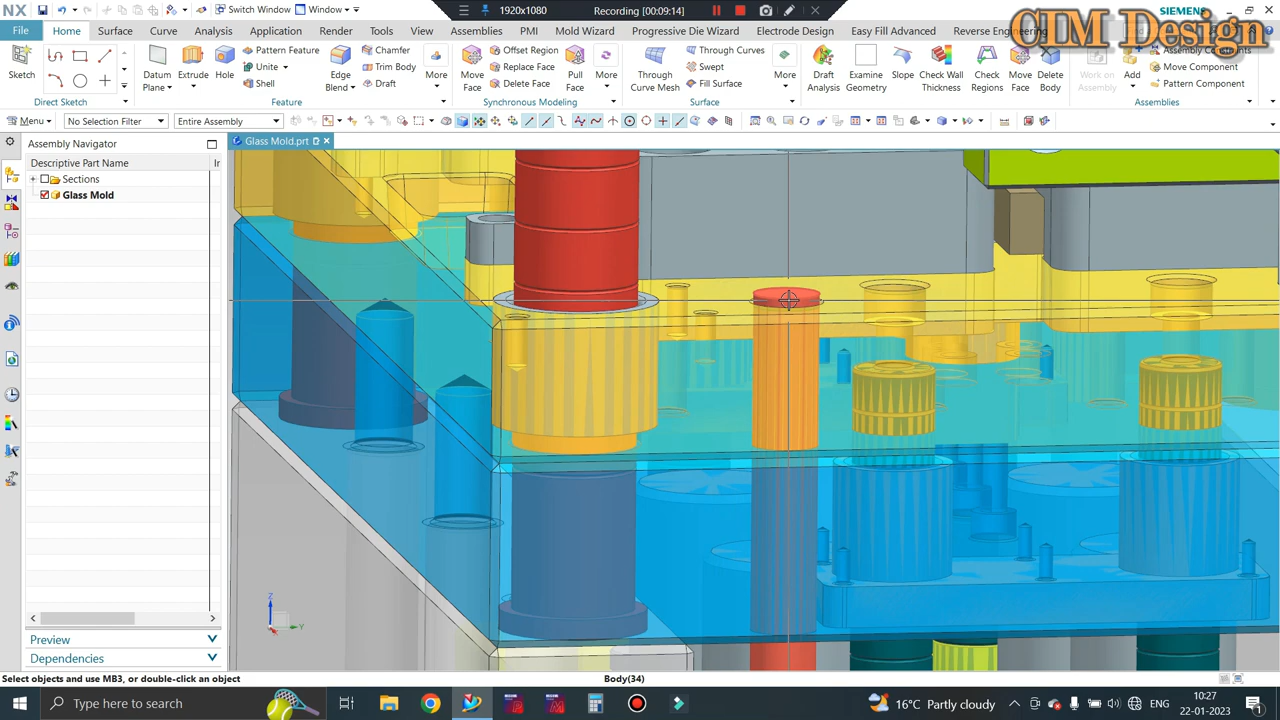 NX
Switch Window
Window
1920x1080
Recording [00:09:14]
SIEMENS
CIM Design
File
Home
Surface
Curve
Analysis
Application
Render
Tools
View
Assemblies
PMI
Mold Wizard
Progressive Die Wizard
Electrode Design
Easy Fill Advanced
Reverse Engineering
Sketch
Datum Plane
Extrude
Hole
Pattern Feature
Unite
Shell
Edge Blend
Chamfer
Trim Body
Draft
More
Move Face
Offset Region
Replace Face
Delete Face
Pull Face
More
Through Curve Mesh
Through Curves
Swept
Fill Surface
More
Draft Analysis
Examine Geometry
Slope
Check Wall Thickness
Check Regions
Move Face
Delete Body
Work on Assembly
Add
Assembly Constraints
Move Component
Pattern Component
Direct Sketch
Feature
Synchronous Modeling
Surface
Assemblies
Menu
No Selection Filter
Entire Assembly
Assembly Navigator
Glass Mold.prt
Descriptive Part Name
Ir
Sections
Glass Mold
Z
Y
Preview
Dependencies
Select objects and use MB3, or double-click an object
Body(34)
Type here to search
16°C Partly cloudy
ENG
10:27
22-01-2023
1